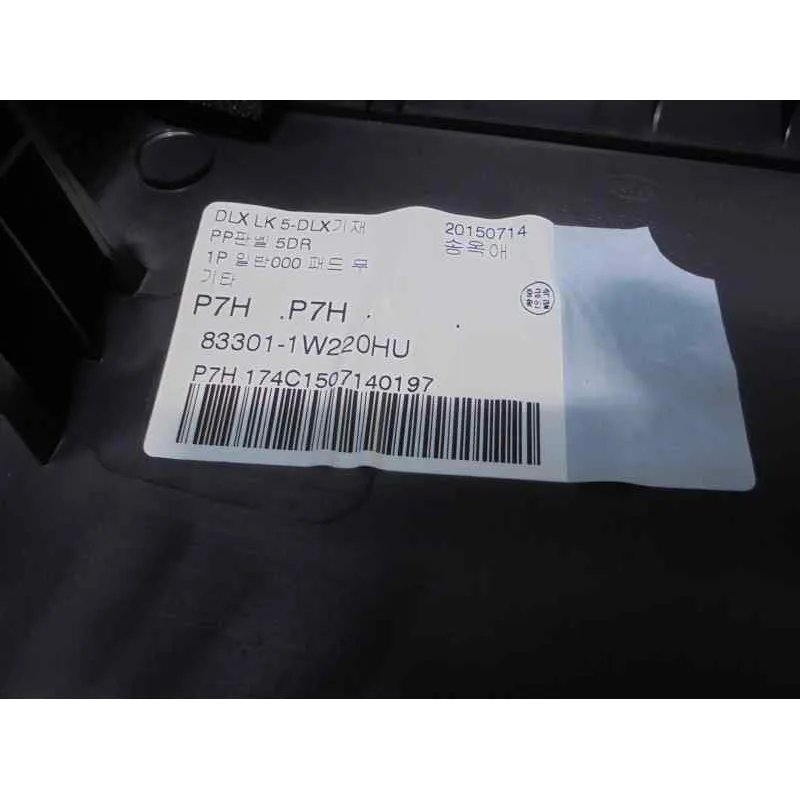 DLX LK 5-DLX기재
PP판넬 5DR
1P 일반000 패드 무
기타
20150714
송옥애
P7H .P7H .
83301-1W220HU
P7H 174C1507140197